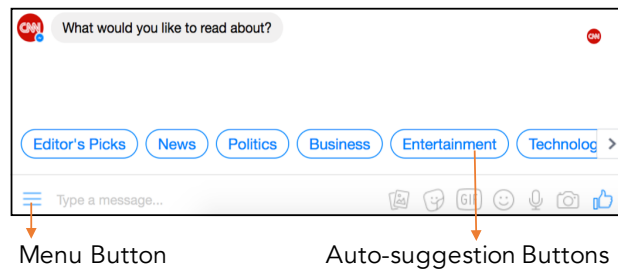 CNN What would you like to read about? CNN
Editor's Picks News Politics Business Entertainment Technolog
Type a message... GIF
Menu Button Auto-suggestion Buttons